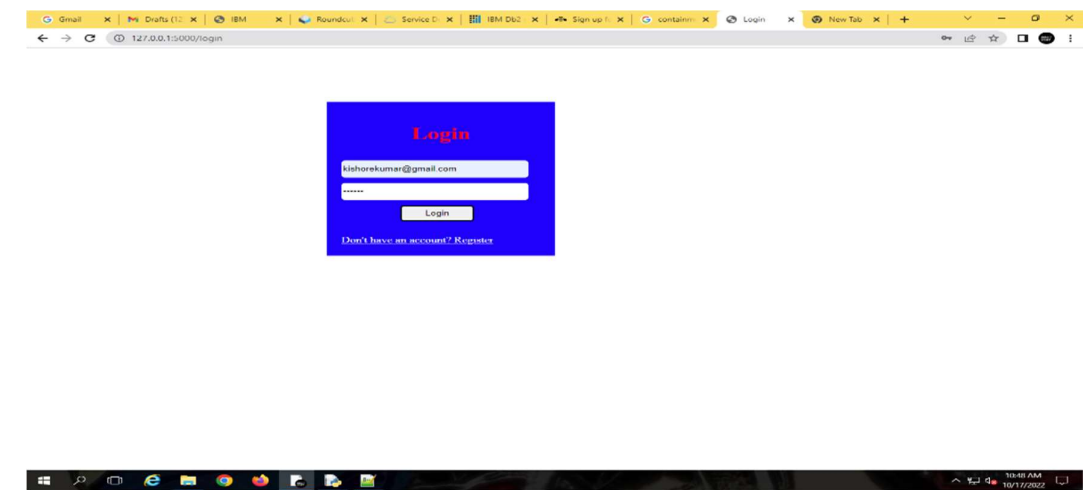 Gmail
Drafts (12
IBM
Roundcu
Service D
IBM Db2
Sign up f
containm
Login
New Tab
127.0.0.1:5000/login
Login
kishorekumar@gmail.com
Login
Don't have an account? Register
10:48 AM
10/17/2022